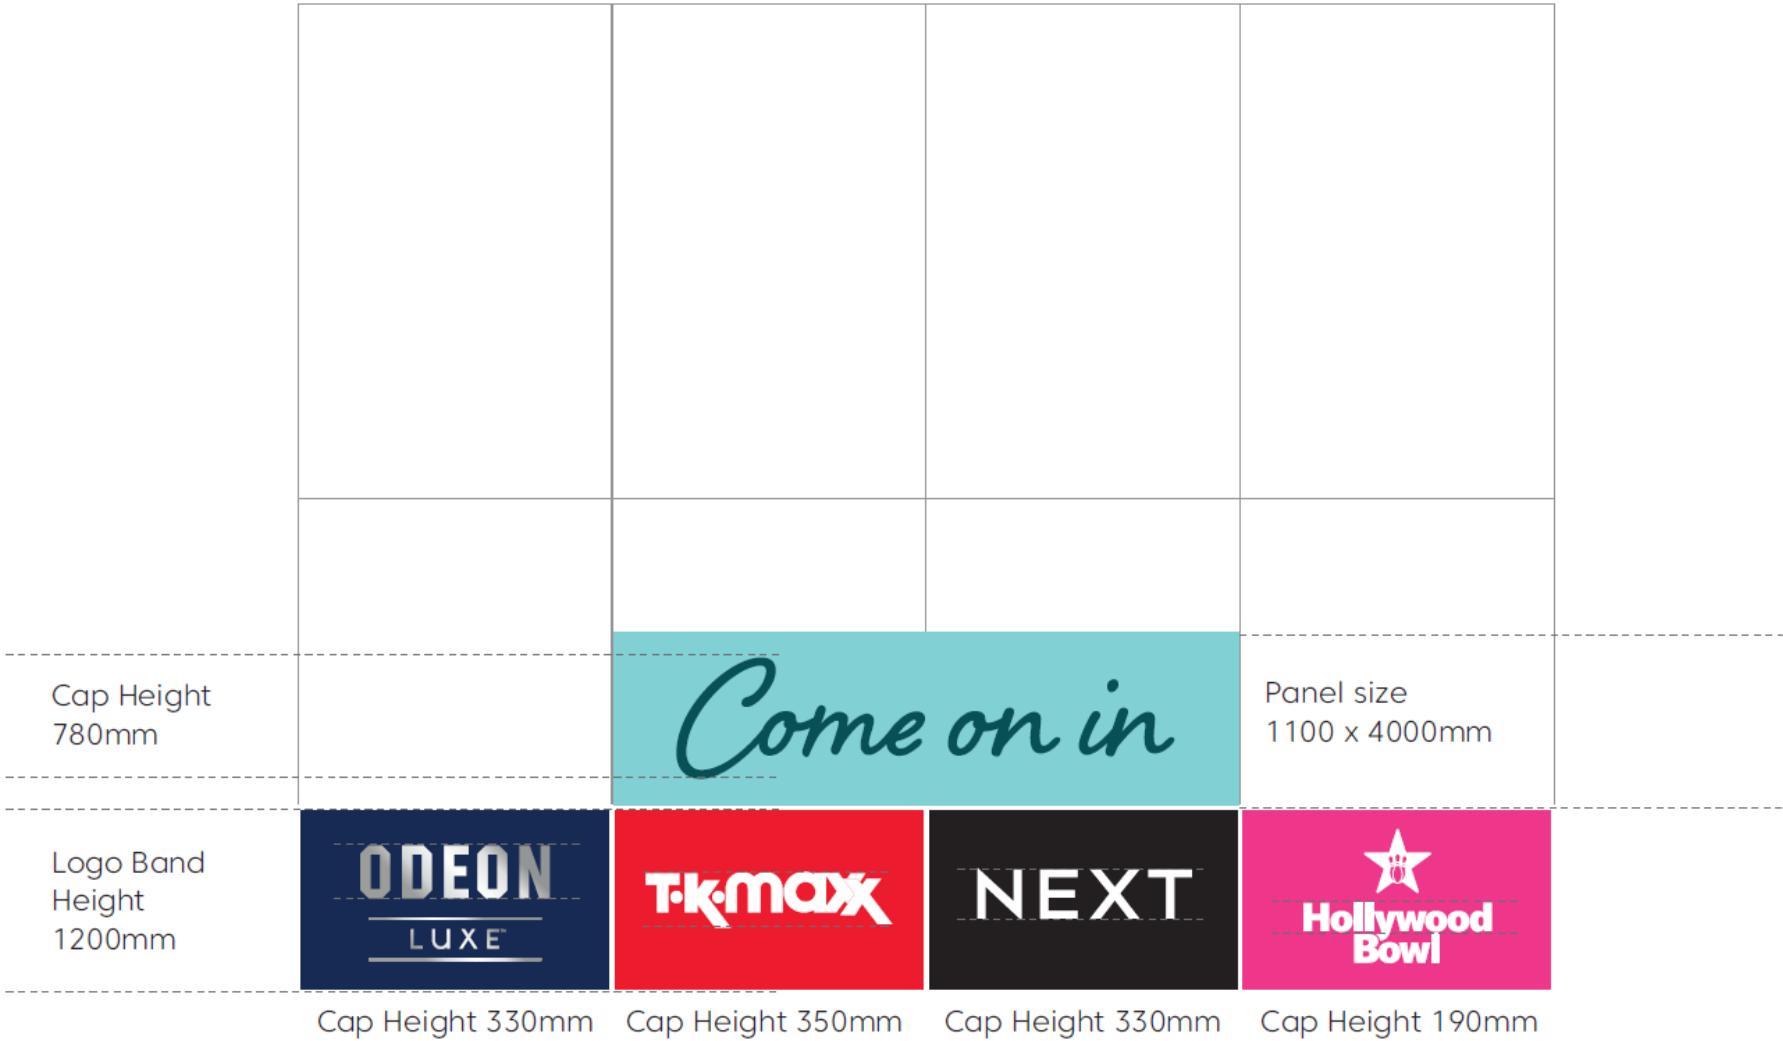 Cap Height
780mm
Come on in
Panel size
1100 x 4000mm
Logo Band
Height
1200mm
ODEON
LUXE™
T·K·maxx
NEXT
Hollywood
Bowl
Cap Height 330mm
Cap Height 350mm
Cap Height 330mm
Cap Height 190mm